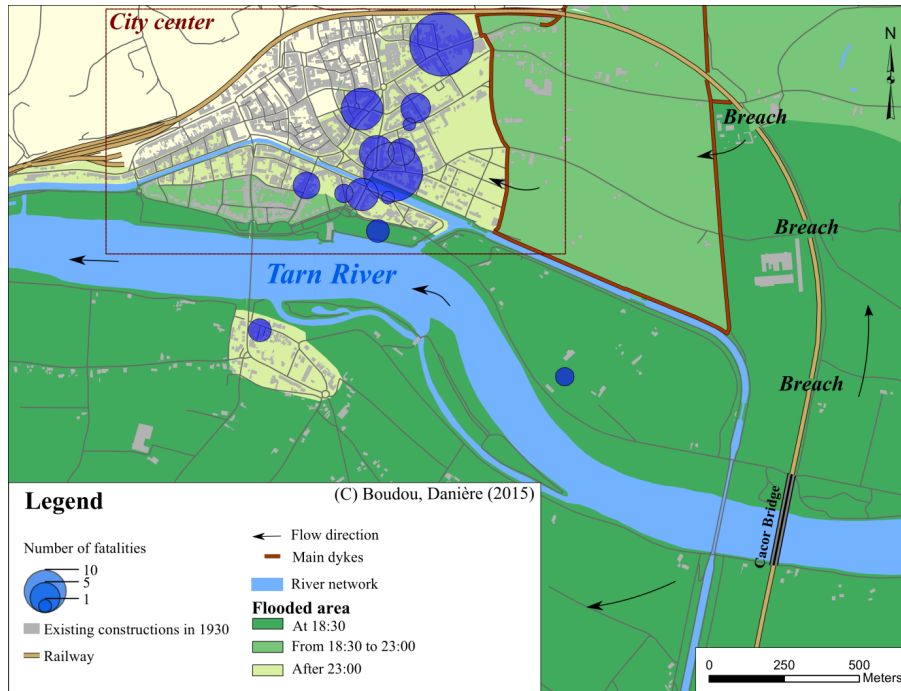 City center
N
Breach
Breach
Tarn River
Breach
Cacor Bridge
Legend
(C) Boudou, Danière (2015)
Number of fatalities
10
5
1
Existing constructions in 1930
Railway
Flow direction
Main dykes
River network
Flooded area
At 18:30
From 18:30 to 23:00
After 23:00
0 250 500
Meters